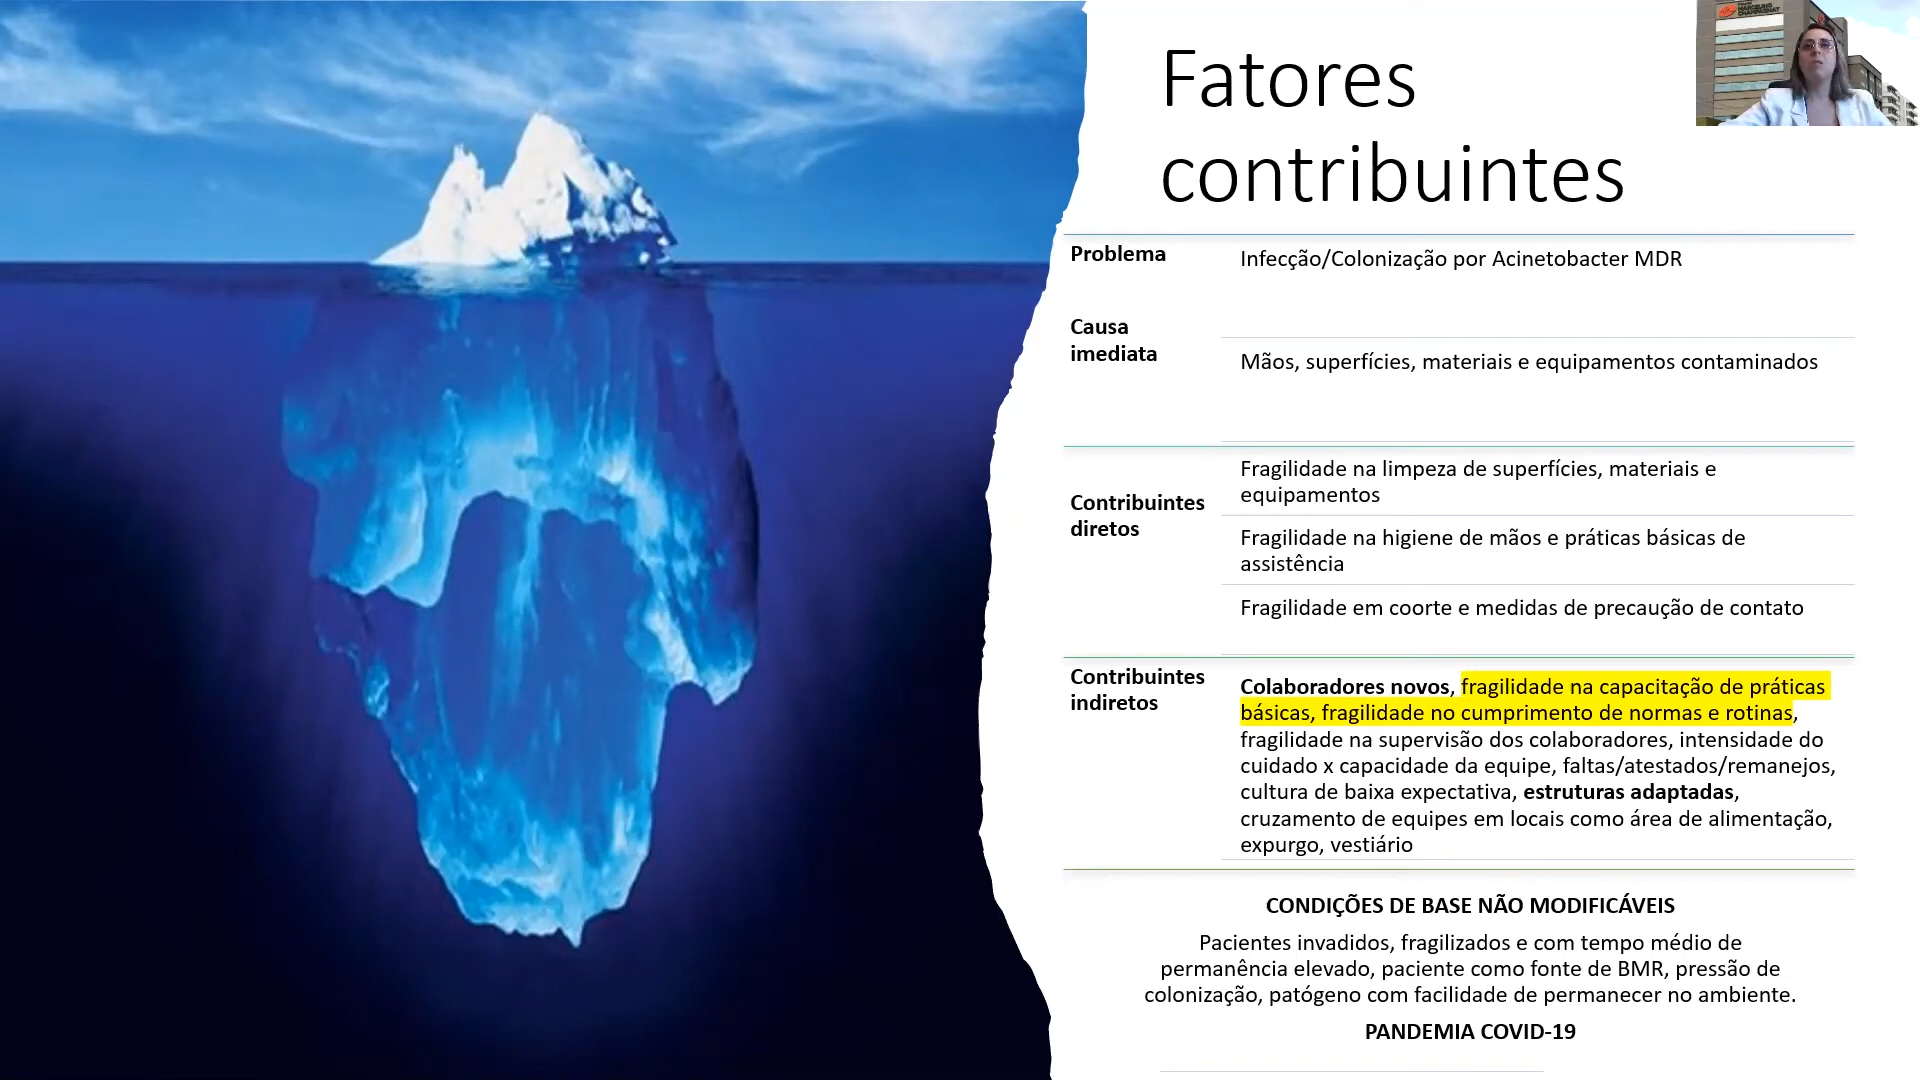 Fatores
contribuintes
MARCELINO
CHAMPAGNAT
Problema
Infecção/Colonização por Acinetobacter MDR
Causa
imediata
Mãos, superfícies, materiais e equipamentos contaminados
Contribuintes
diretos
Fragilidade na limpeza de superfícies, materiais e
equipamentos
Fragilidade na higiene de mãos e práticas básicas de
assistência
Fragilidade em coorte e medidas de precaução de contato
Contribuintes
indiretos
Colaboradores novos, fragilidade na capacitação de práticas
básicas, fragilidade no cumprimento de normas e rotinas,
fragilidade na supervisão dos colaboradores, intensidade do
cuidado x capacidade da equipe, faltas/atestados/remanejos,
cultura de baixa expectativa, estruturas adaptadas,
cruzamento de equipes em locais como área de alimentação,
expurgo, vestiário
CONDIÇÕES DE BASE NÃO MODIFICÁVEIS
Pacientes invadidos, fragilizados e com tempo médio de
permanência elevado, paciente como fonte de BMR, pressão de
colonização, patógeno com facilidade de permanecer no ambiente.
PANDEMIA COVID-19